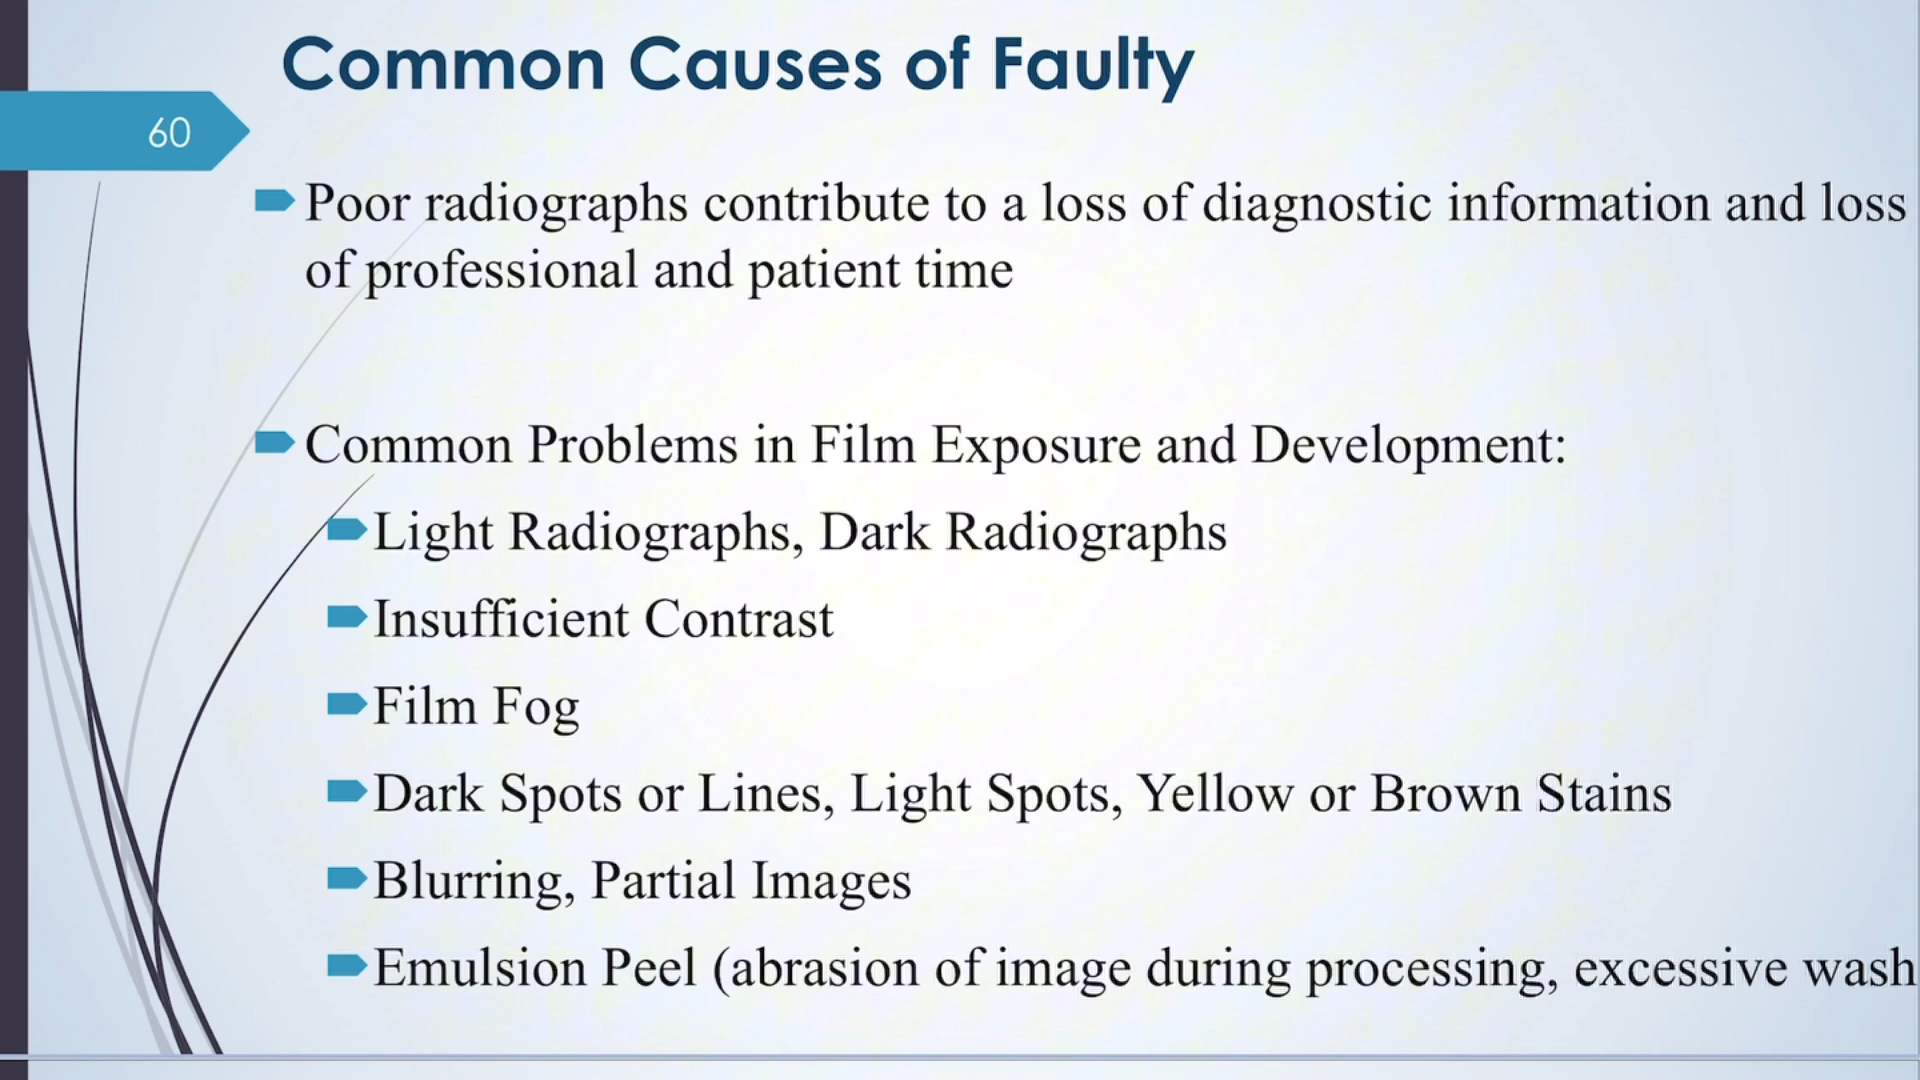 Common Causes of Faulty
60
Poor radiographs contribute to a loss of diagnostic information and loss
of professional and patient time
Common Problems in Film Exposure and Development:
Light Radiographs, Dark Radiographs
Insufficient Contrast
Film Fog
Dark Spots or Lines, Light Spots, Yellow or Brown Stains
Blurring, Partial Images
Emulsion Peel (abrasion of image during processing, excessive wash